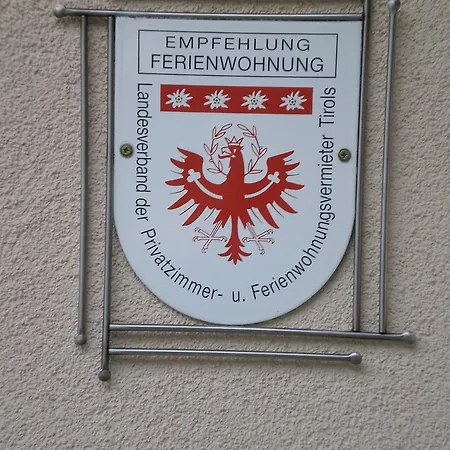 EMPFEHLUNG
FERIENWOHNUNG
Landesverband der Privatzimmer- u. Ferienwohnungsvermieter Tirols